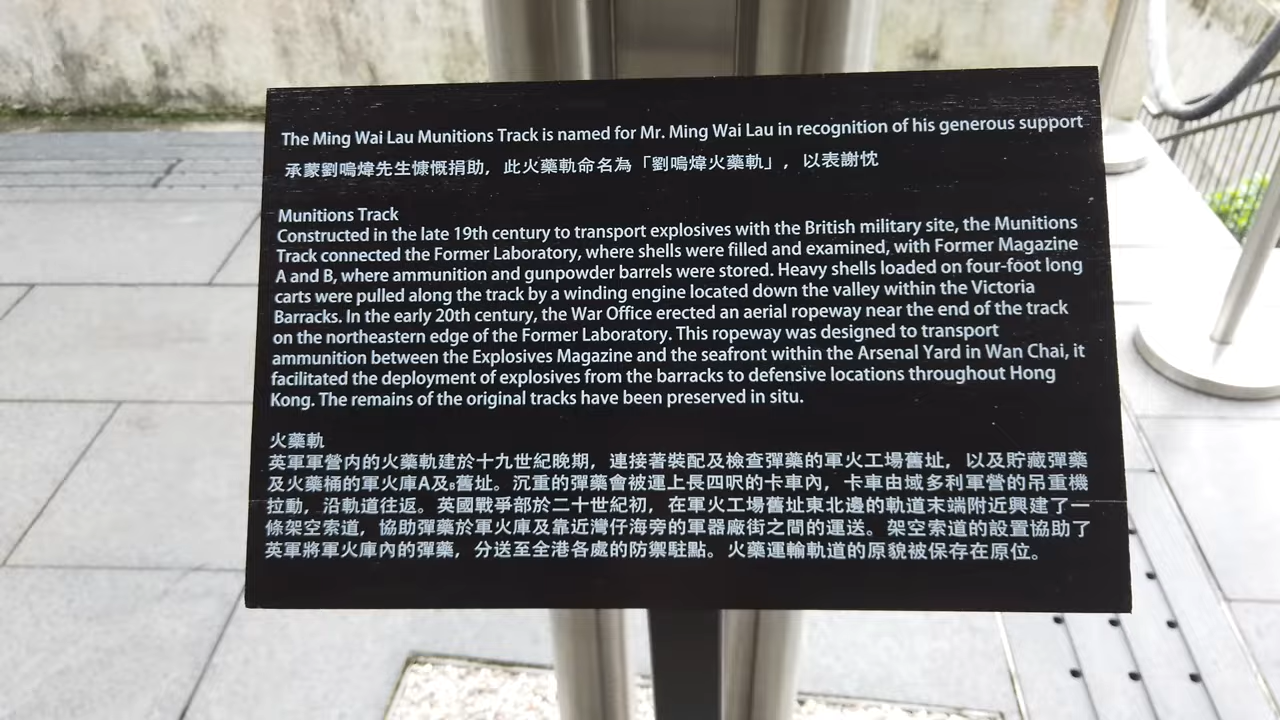 The Ming Wai Lau Munitions Track is named for Mr. Ming Wai Lau in recognition of his generous support
承蒙劉鳴煒先生慷慨捐助，此火藥軌命名為「劉鳴煒火藥軌」，以表謝忱
Munitions Track
Constructed in the late 19th century to transport explosives with the British military site, the Munitions
Track connected the Former Laboratory, where shells were filled and examined, with Former Magazine
A and B, where ammunition and gunpowder barrels were stored. Heavy shells loaded on four-foot long
carts were pulled along the track by a winding engine located down the valley within the Victoria
Barracks. In the early 20th century, the War Office erected an aerial ropeway near the end of the track
on the northeastern edge of the Former Laboratory. This ropeway was designed to transport
ammunition between the Explosives Magazine and the seafront within the Arsenal Yard in Wan Chai, it
facilitated the deployment of explosives from the barracks to defensive locations throughout Hong
Kong. The remains of the original tracks have been preserved in situ.
火藥軌
英軍軍營内的火藥軌建於十九世紀晚期，連接著裝配及檢查彈藥的軍火工場舊址，以及貯藏彈藥
及火藥桶的軍火庫A及B舊址。沉重的彈藥會被運上長四呎的卡車內，卡車由域多利軍營的吊重機
拉動，沿軌道往返。英國戰爭部於二十世紀初，在軍火工場舊址東北邊的軌道末端附近興建了一
條架空索道，協助彈藥於軍火庫及靠近灣仔海旁的軍器廠街之間的運送。架空索道的設置協助了
英軍將軍火庫內的彈藥，分送至全港各處的防禦駐點。火藥運輸軌道的原貌被保存在原位。